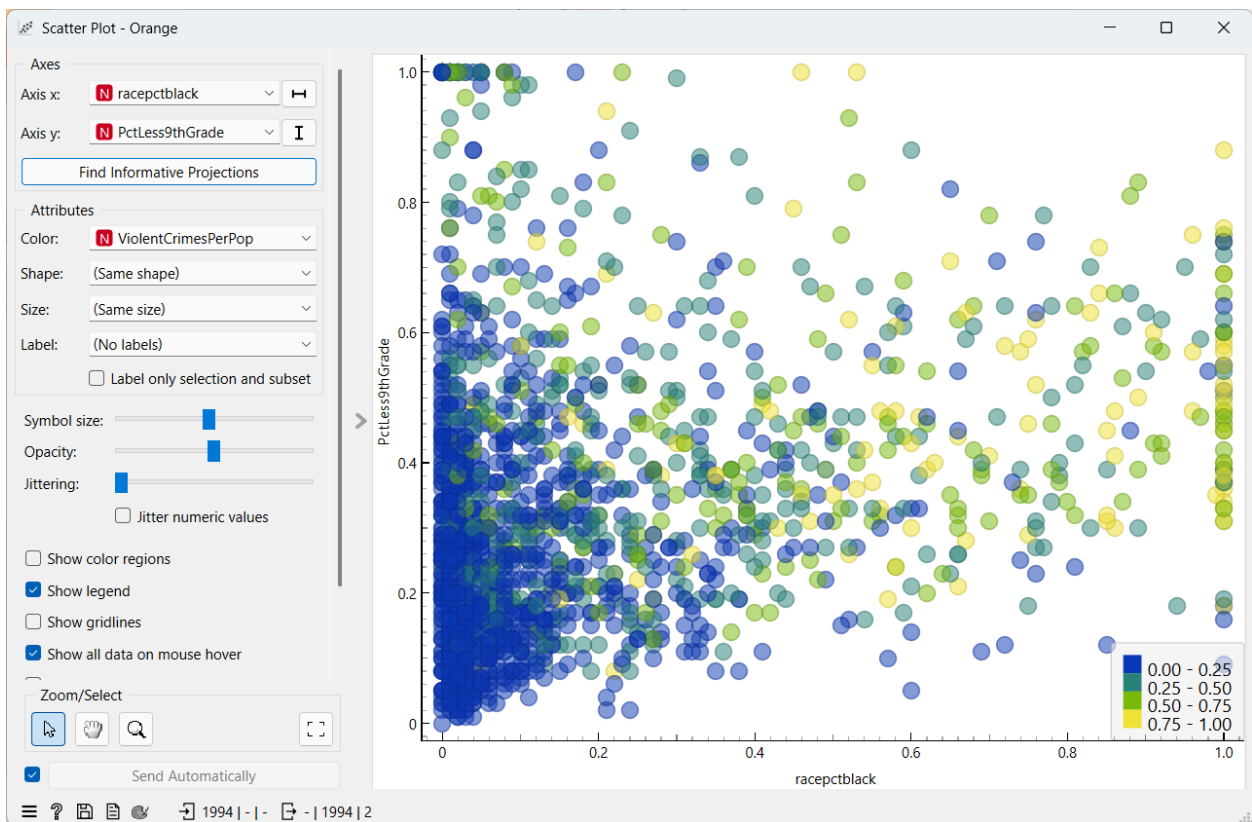 Scatter Plot - Orange
Axes
Axis x: N racepctblack
Axis y: N PctLess9thGrade
Find Informative Projections
Attributes
Color: N ViolentCrimesPerPop
Shape: (Same shape)
Size: (Same size)
Label: (No labels)
Label only selection and subset
Symbol size:
Opacity:
Jittering:
Jitter numeric values
Show color regions
Show legend
Show gridlines
Show all data on mouse hover
Zoom/Select
Send Automatically
1994 | - | - - | 1994 | 2
PctLess9thGrade
1.0
0.8
0.6
0.4
0.2
0
0 0.2 0.4 0.6 0.8 1.0
racepctblack
0.00 - 0.25
0.25 - 0.50
0.50 - 0.75
0.75 - 1.00